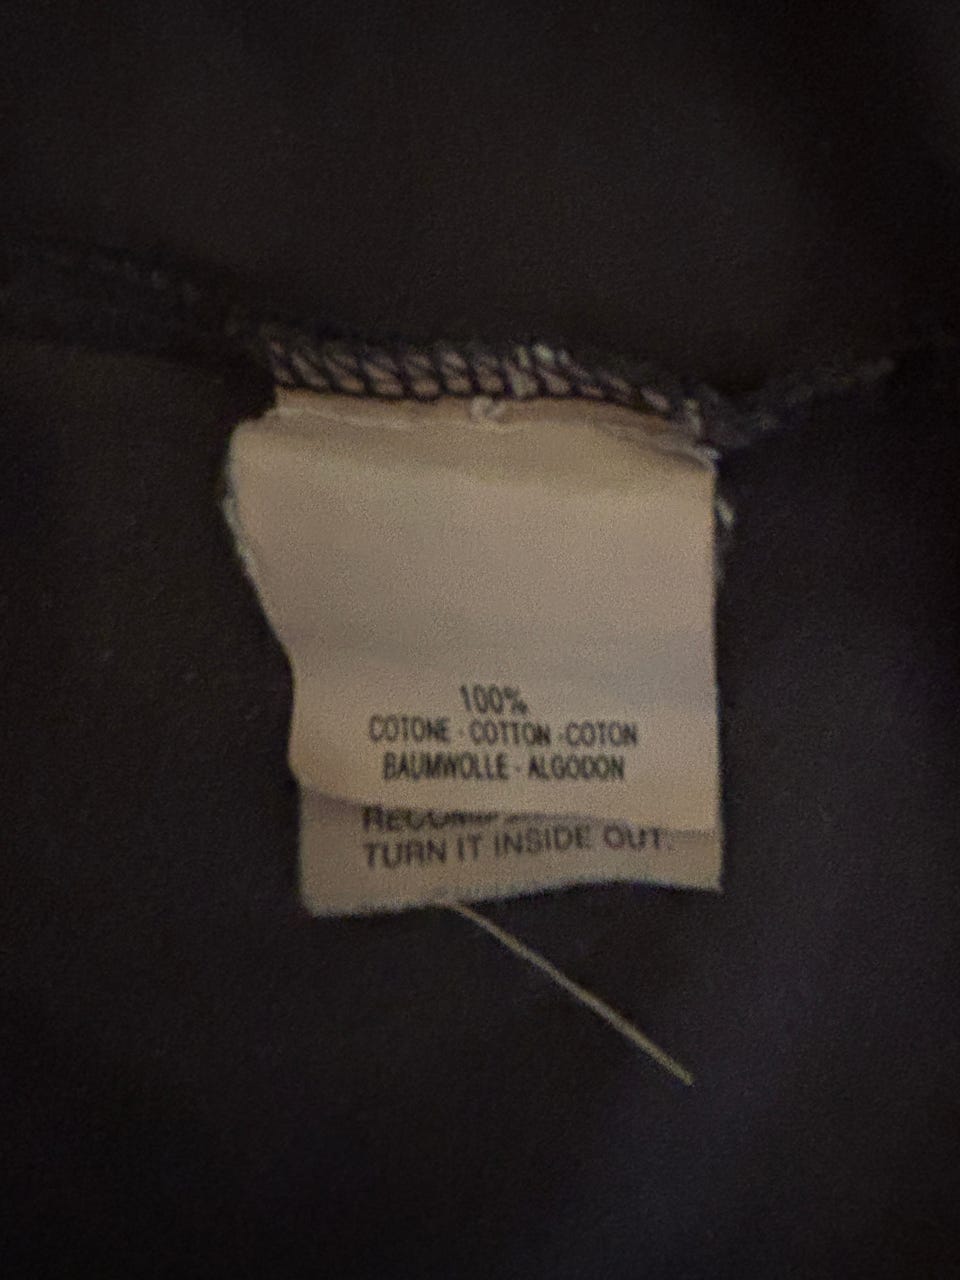 100%
COTONE - COTTON - COTON
BAUMWOLLE - ALGODON
TURN IT INSIDE OUT.